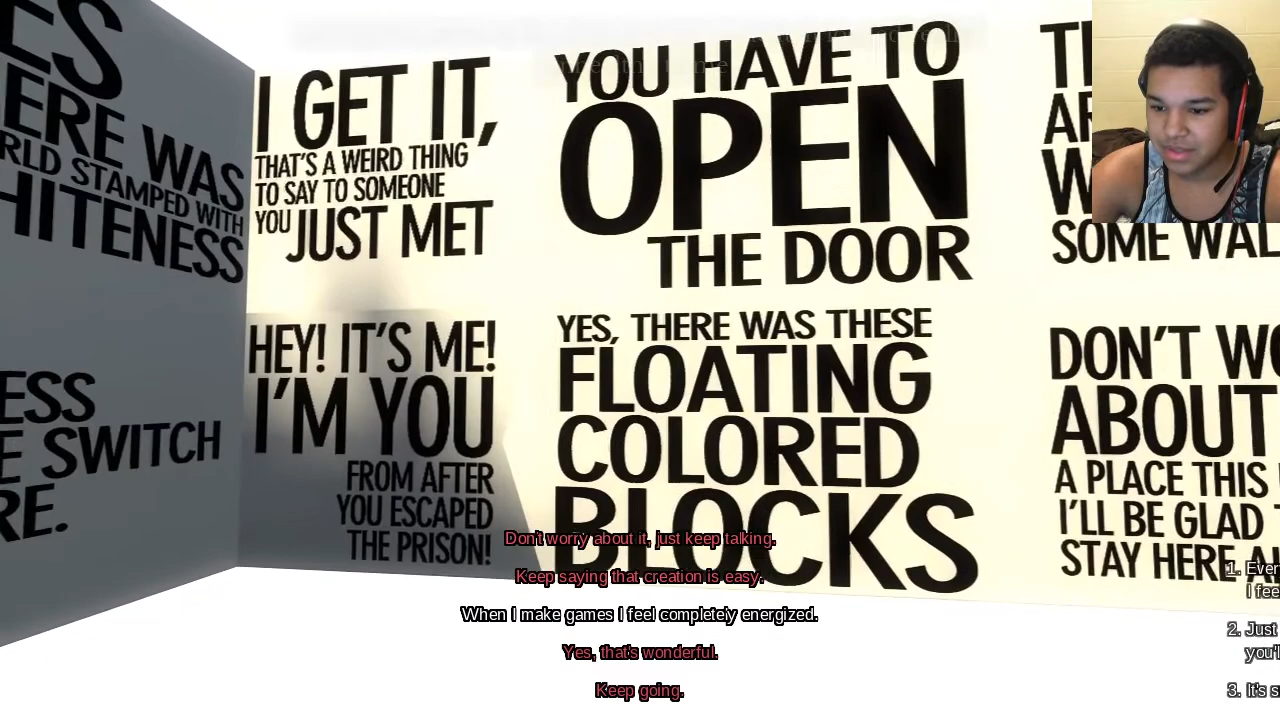 ES
ERE WAS
RLD STAMPED WITH
HITENESS
ESS
E SWITCH
RE.
I GET IT,
THAT'S A WEIRD THING
TO SAY TO SOMEONE
YOU JUST MET
HEY! IT'S ME!
I'M YOU
FROM AFTER
YOU ESCAPED
THE PRISON!
YOU HAVE TO
OPEN
THE DOOR
YES, THERE WAS THESE
FLOATING
COLORED
BLOCKS
SOME WAL
DON'T WO
ABOUT
A PLACE THIS
I'LL BE GLAD T
STAY HERE A
Don't worry about it, just keep talking.
Keep saying that creation is easy.
When I make games I feel completely energized.
Yes, that's wonderful.
Keep going.
1. Ever
I fee
2. Just
you'l
3. It's s